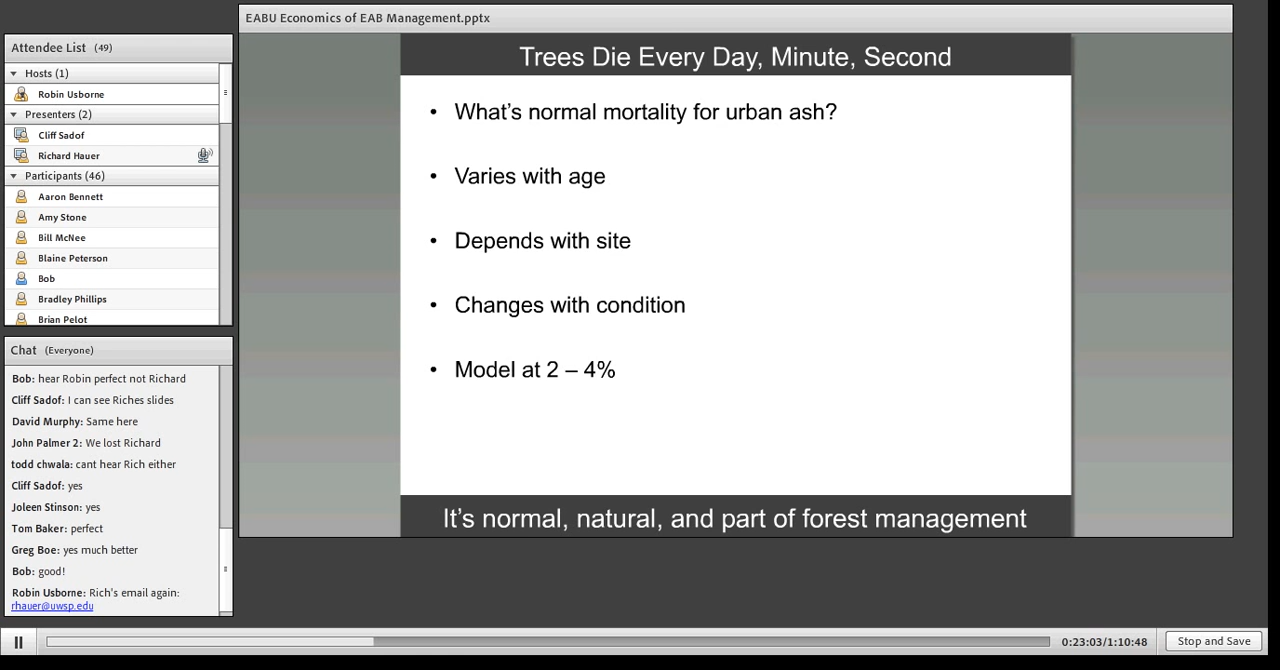 EABU Economics of EAB Management.pptx
Attendee List (49)
Hosts (1)
Robin Usborne
Presenters (2)
Cliff Sadof
Richard Hauer
Participants (46)
Aaron Bennett
Amy Stone
Bill McNee
Blaine Peterson
Bob
Bradley Phillips
Brian Pelot
Chat (Everyone)
Bob: hear Robin perfect not Richard
Cliff Sadof: I can see Riches slides
David Murphy: Same here
John Palmer 2: We lost Richard
todd chwala: cant hear Rich either
Cliff Sadof: yes
Joleen Stinson: yes
Tom Baker: perfect
Greg Boe: yes much better
Bob: good!
Robin Usborne: Rich's email again:
rhauer@uwsp.edu
Trees Die Every Day, Minute, Second
• What’s normal mortality for urban ash?
• Varies with age
• Depends with site
• Changes with condition
• Model at 2 – 4%
It’s normal, natural, and part of forest management
0:23:03/1:10:48
Stop and Save